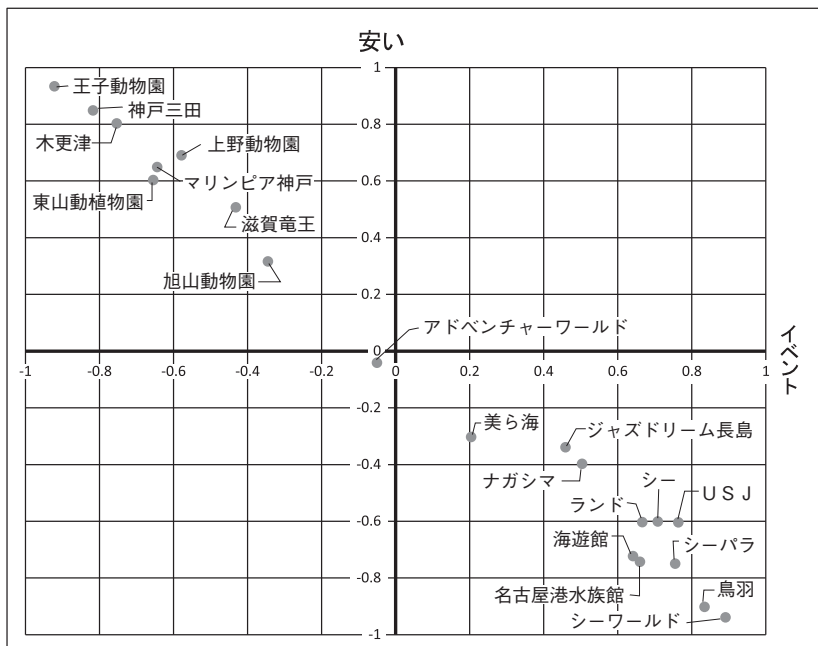 安い
1
王子動物園
神戸三田
木更津
0.8
上野動物園
マリンピア神戸
0.6
東山動植物園
滋賀竜王
0.4
旭山動物園
0.2
アドベンチャーワールド
イベント
0
-1 -0.8 -0.6 -0.4 -0.2 0 0.2 0.4 0.6 0.8 1
-0.2
美ら海
ジャズドリーム長島
-0.4
ナガシマ
シー
ランド
ＵＳＪ
-0.6
海遊館
シーパラ
-0.8
名古屋港水族館
鳥羽
シーワールド
-1